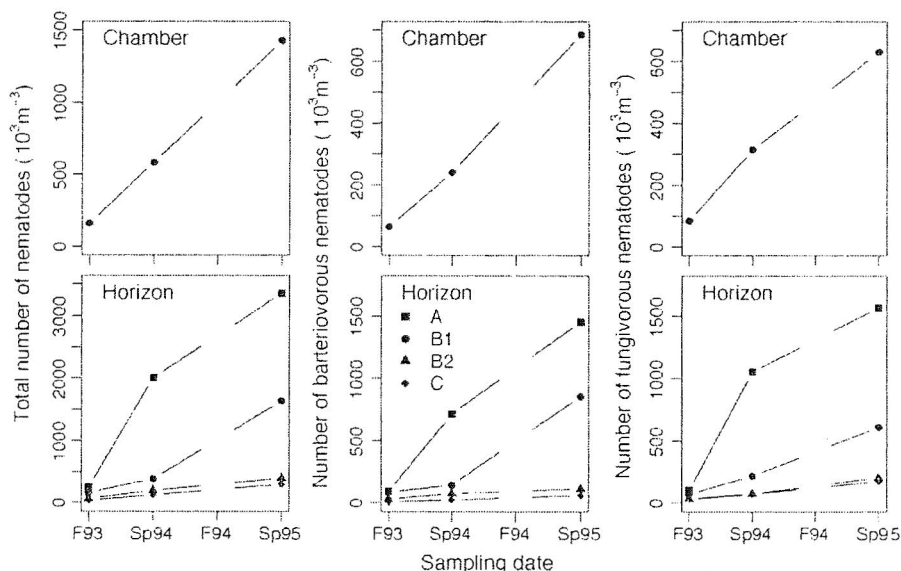 Total number of nematodes (10³m⁻³)
Chamber
1500
1000
500
0
Horizon
3000
2000
1000
0
F93 Sp94 F94 Sp95
Number of barteriovorous nematodes (10³m⁻³)
Chamber
600
400
200
0
Horizon
A
B1
B2
C
1500
1000
500
0
F93 Sp94 F94 Sp95
Number of fungivorous nematodes (10³m⁻³)
Chamber
600
400
200
0
Horizon
1500
1000
500
0
F93 Sp94 F94 Sp95
Sampling date